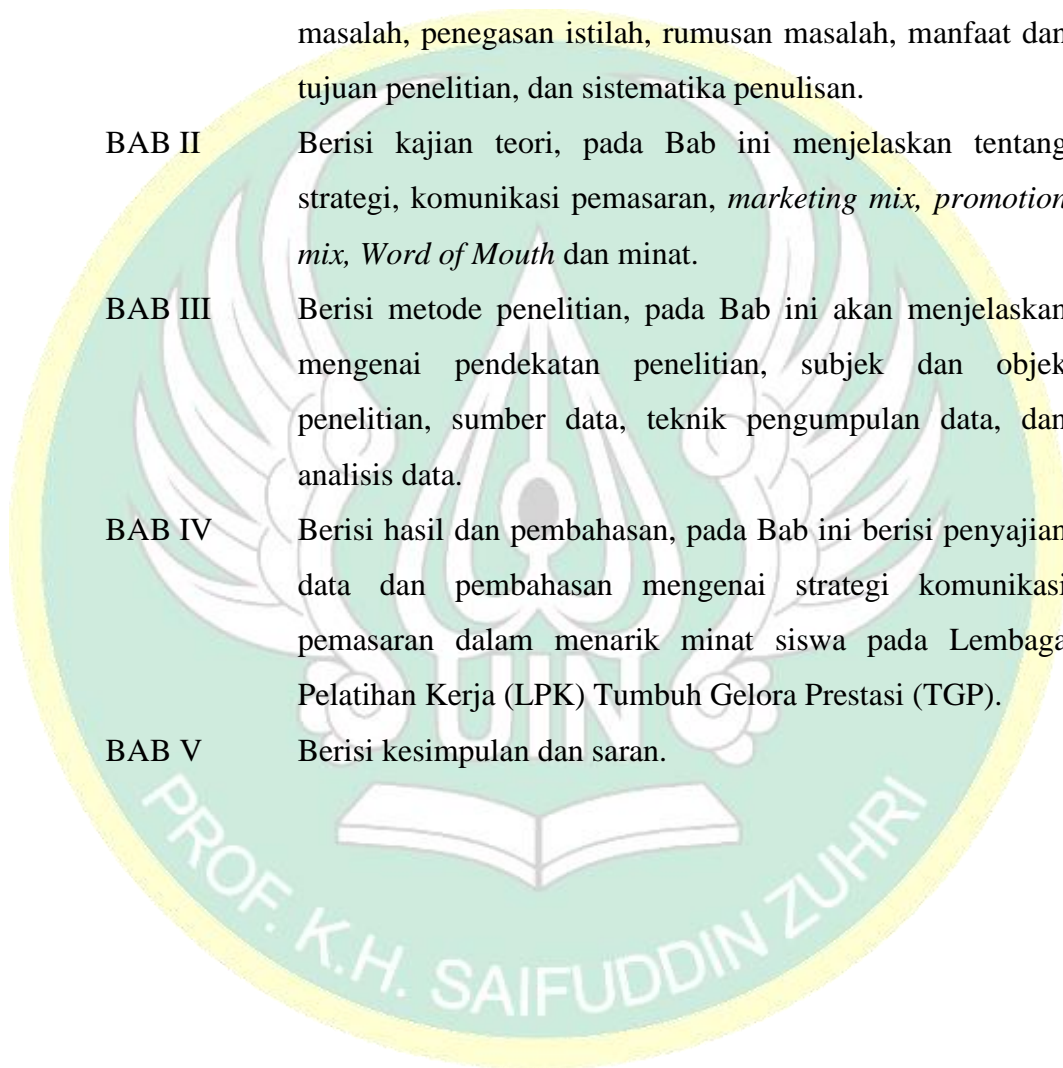 masalah, penegasan istilah, rumusan masalah, manfaat dan
tujuan penelitian, dan sistematika penulisan.
BAB II Berisi kajian teori, pada Bab ini menjelaskan tentang
strategi, komunikasi pemasaran, marketing mix, promotion
mix, Word of Mouth dan minat.
BAB III Berisi metode penelitian, pada Bab ini akan menjelaskan
mengenai pendekatan penelitian, subjek dan objek
penelitian, sumber data, teknik pengumpulan data, dan
analisis data.
BAB IV Berisi hasil dan pembahasan, pada Bab ini berisi penyajian
data dan pembahasan mengenai strategi komunikasi
pemasaran dalam menarik minat siswa pada Lembaga
Pelatihan Kerja (LPK) Tumbuh Gelora Prestasi (TGP).
BAB V Berisi kesimpulan dan saran.
UIN
PROF. K.H. SAIFUDDIN ZUHRI